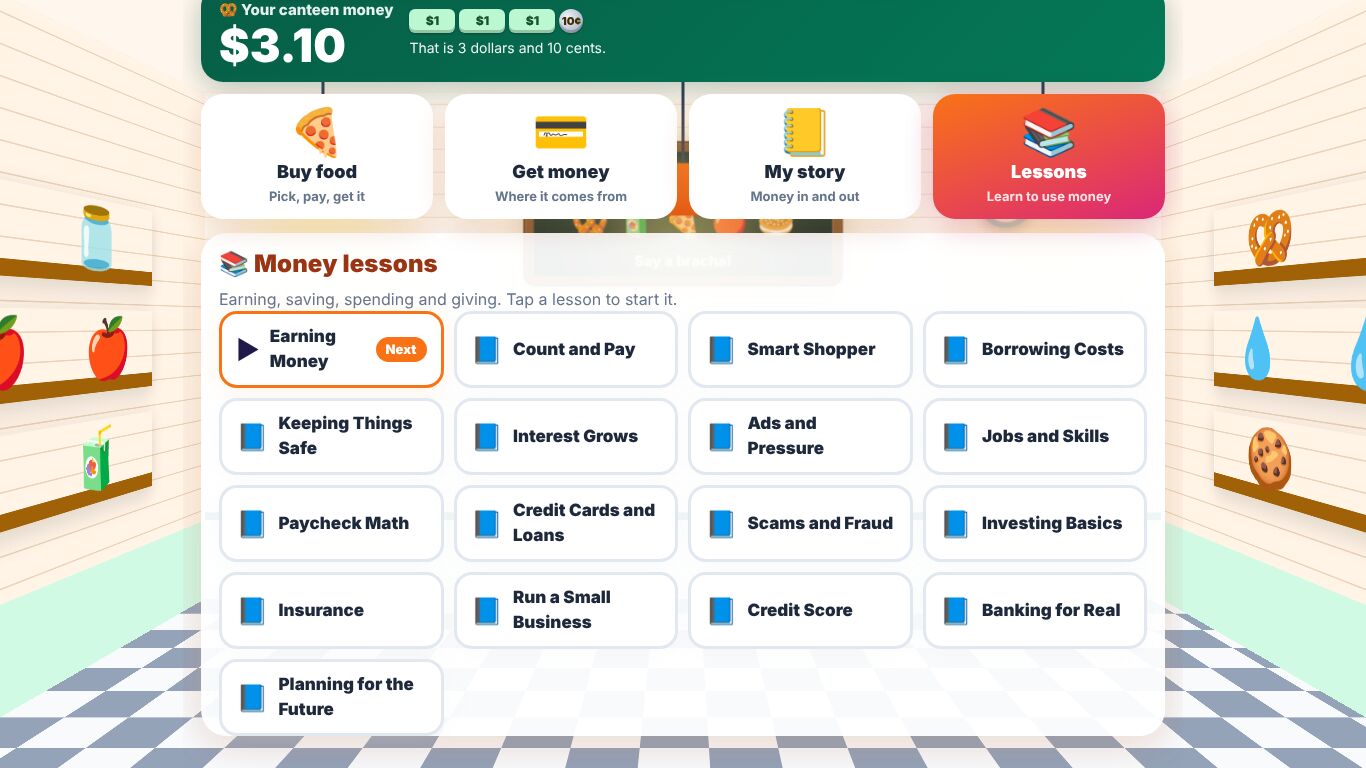 🥨 Your canteen money
$3.10
$1 $1 $1 10¢
That is 3 dollars and 10 cents.
Buy food
Pick, pay, get it
Get money
Where it comes from
My story
Money in and out
Lessons
Learn to use money
Say a bracha!
Money lessons
Earning, saving, spending and giving. Tap a lesson to start it.
Earning
Money
Next
Count and Pay
Smart Shopper
Borrowing Costs
Keeping Things
Safe
Interest Grows
Ads and
Pressure
Jobs and Skills
Paycheck Math
Credit Cards and
Loans
Scams and Fraud
Investing Basics
Insurance
Run a Small
Business
Credit Score
Banking for Real
Planning for the
Future